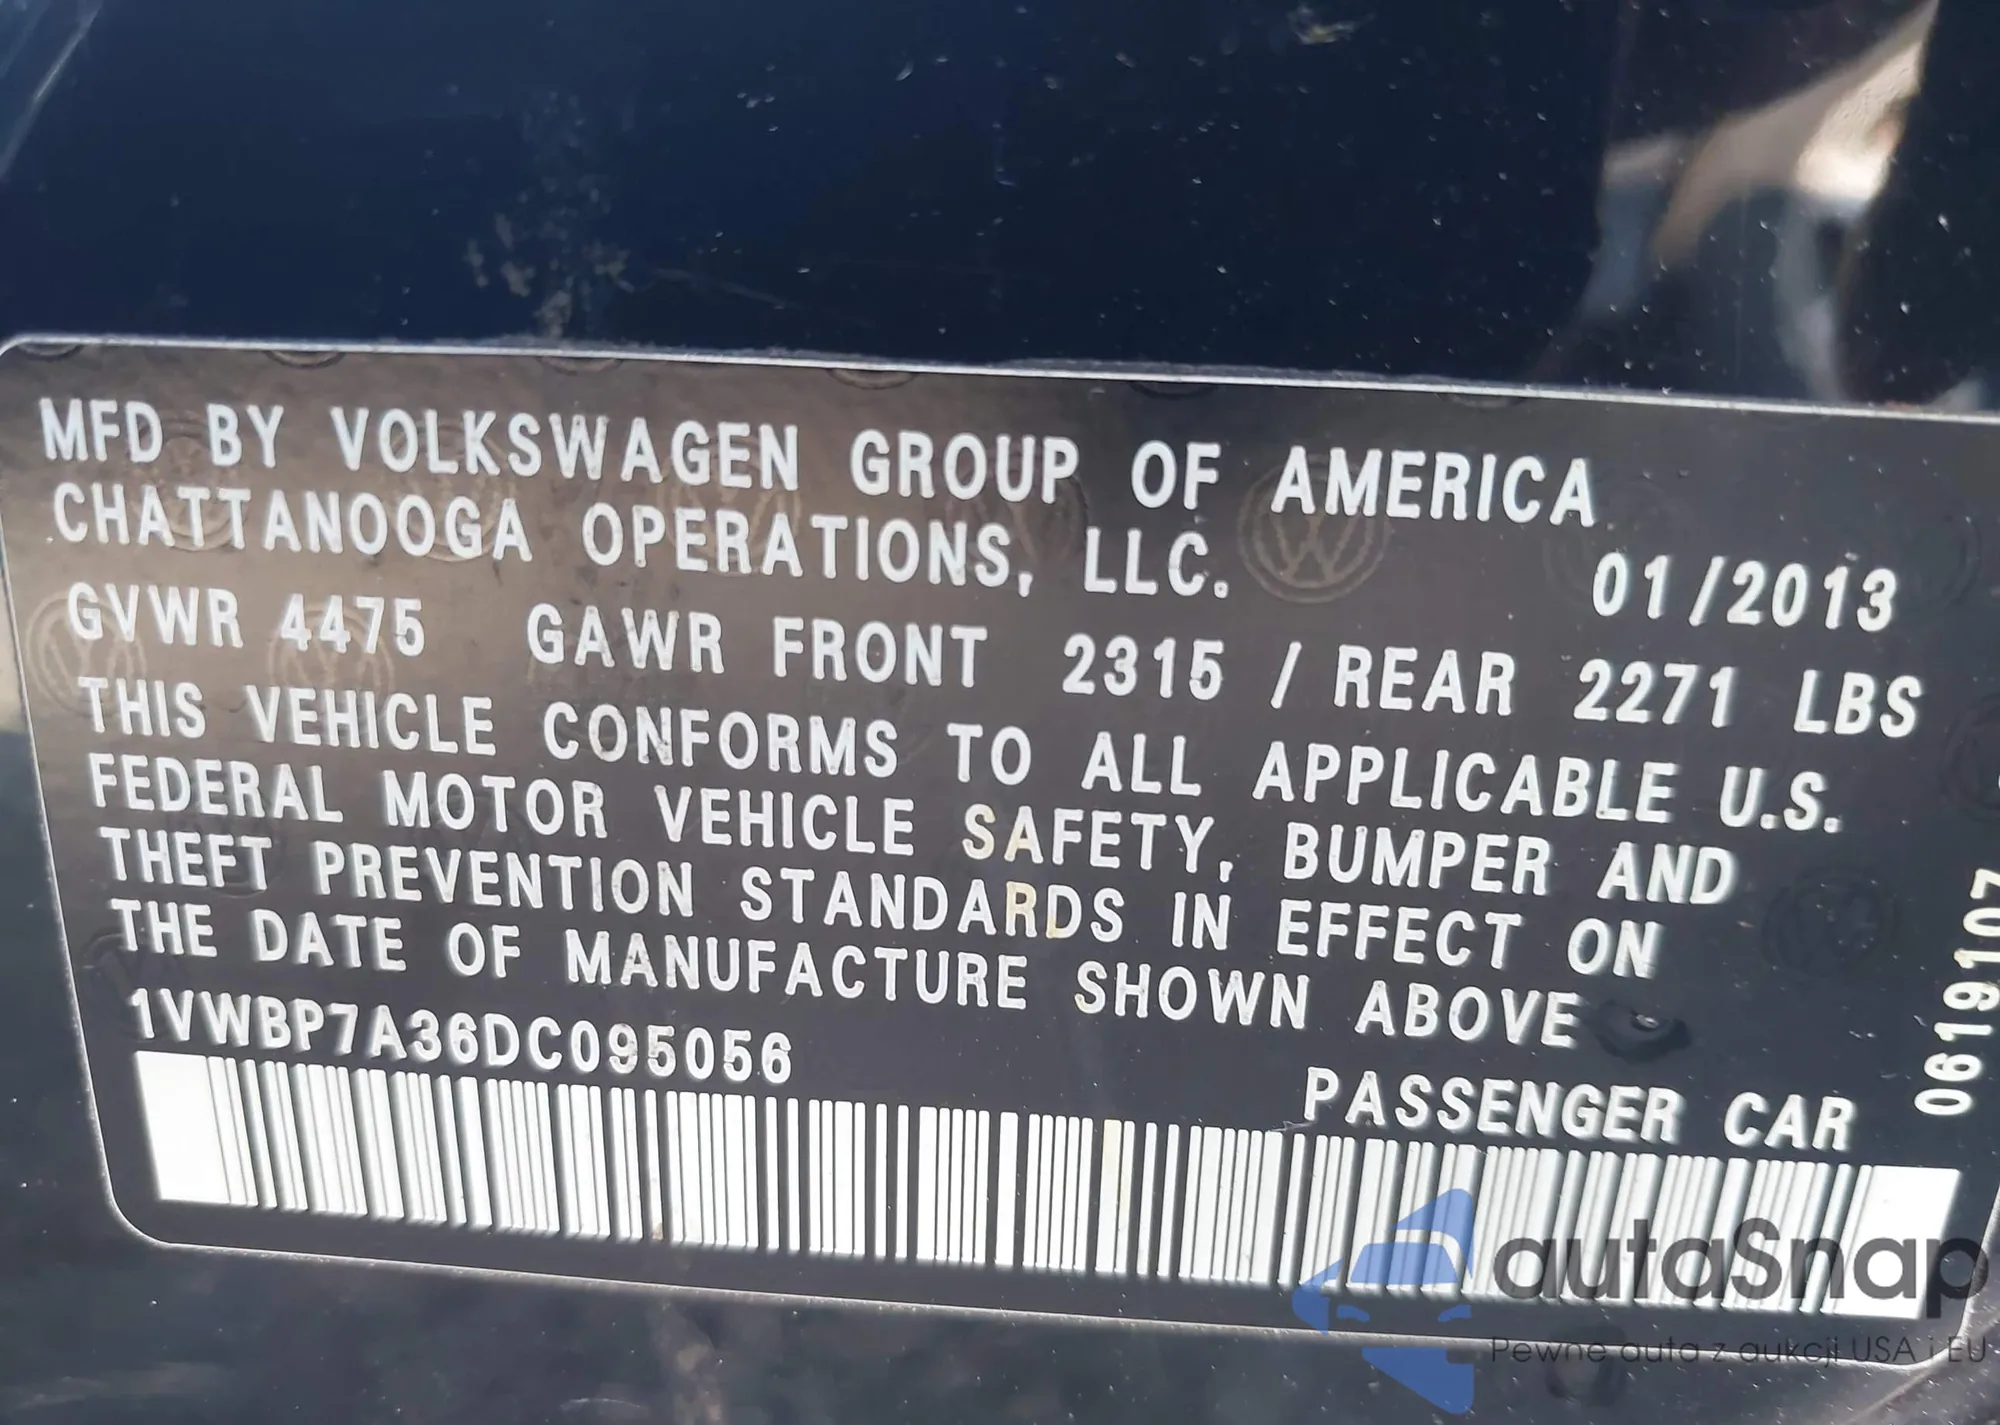 MFD BY VOLKSWAGEN GROUP OF AMERICA
CHATTANOOGA OPERATIONS, LLC.
01/2013
GVWR 4475 GAWR FRONT 2315 / REAR 2271 LBS
THIS VEHICLE CONFORMS TO ALL APPLICABLE U.S.
FEDERAL MOTOR VEHICLE SAFETY, BUMPER AND
THEFT PREVENTION STANDARDS IN EFFECT ON
THE DATE OF MANUFACTURE SHOWN ABOVE
1VWBP7A36DC095056
PASSENGER CAR
0619107
autaSnap
Pewne auta z aukcji USA i EU